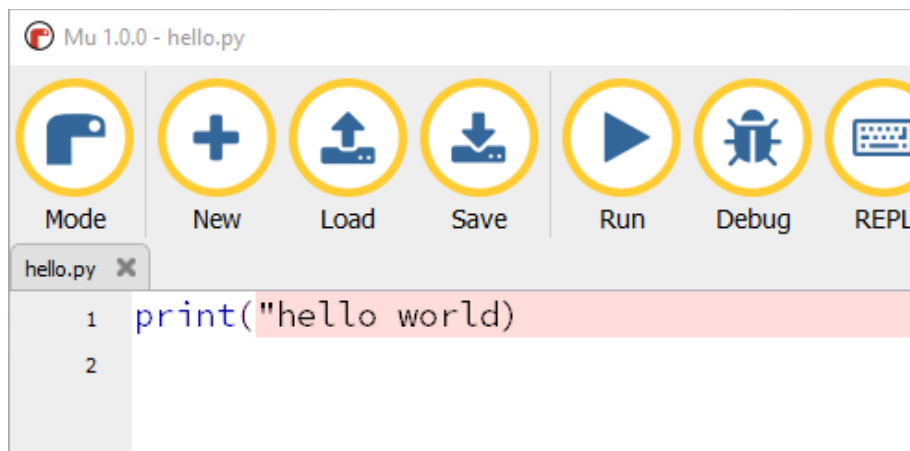 Mu 1.0.0 - hello.py
Mode New Load Save Run Debug REPL
hello.py
1 print("hello world)
2